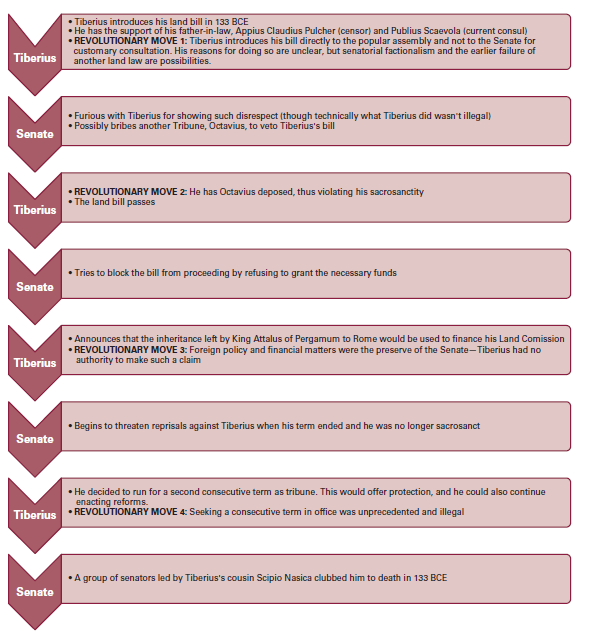 • Tiberius introduces his land bill in 133 BCE
• He has the support of his father-in-law, Appius Claudius Pulcher (censor) and Publius Scaevola (current consul)
• REVOLUTIONARY MOVE 1: Tiberius introduces his bill directly to the popular assembly and not to the Senate for
customary consultation. His reasons for doing so are unclear, but senatorial factionalism and the earlier failure of
another land law are possibilities.
Tiberius
• Furious with Tiberius for showing such disrespect (though technically what Tiberius did wasn't illegal)
• Possibly bribes another Tribune, Octavius, to veto Tiberius's bill
Senate
• REVOLUTIONARY MOVE 2: He has Octavius deposed, thus violating his sacrosanctity
• The land bill passes
Tiberius
• Tries to block the bill from proceeding by refusing to grant the necessary funds
Senate
• Announces that the inheritance left by King Attalus of Pergamum to Rome would be used to finance his Land Comission
• REVOLUTIONARY MOVE 3: Foreign policy and financial matters were the preserve of the Senate—Tiberius had no
authority to make such a claim
Tiberius
• Begins to threaten reprisals against Tiberius when his term ended and he was no longer sacrosanct
Senate
• He decided to run for a second consecutive term as tribune. This would offer protection, and he could also continue
enacting reforms.
• REVOLUTIONARY MOVE 4: Seeking a consecutive term in office was unprecedented and illegal
Tiberius
• A group of senators led by Tiberius's cousin Scipio Nasica clubbed him to death in 133 BCE
Senate